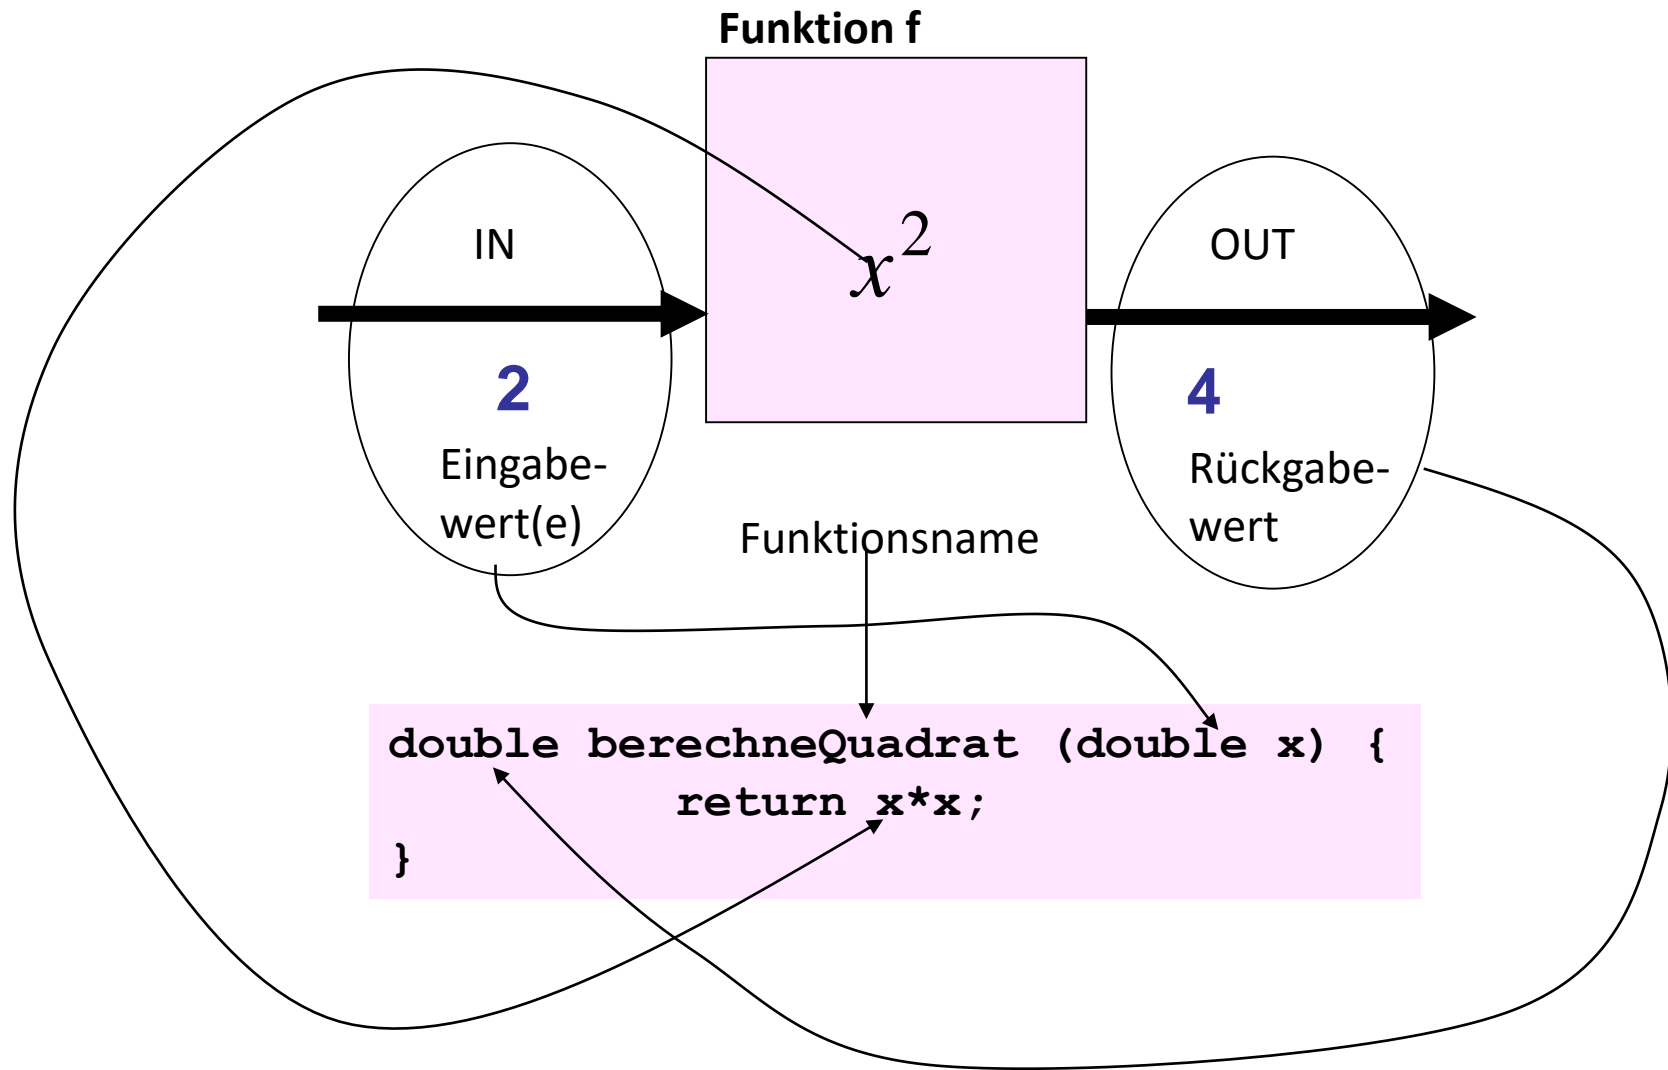 Funktion f
IN
x²
OUT
2
4
Eingabe-
wert(e)
Rückgabe-
wert
Funktionsname
double berechneQuadrat (double x) {
return x*x;
}